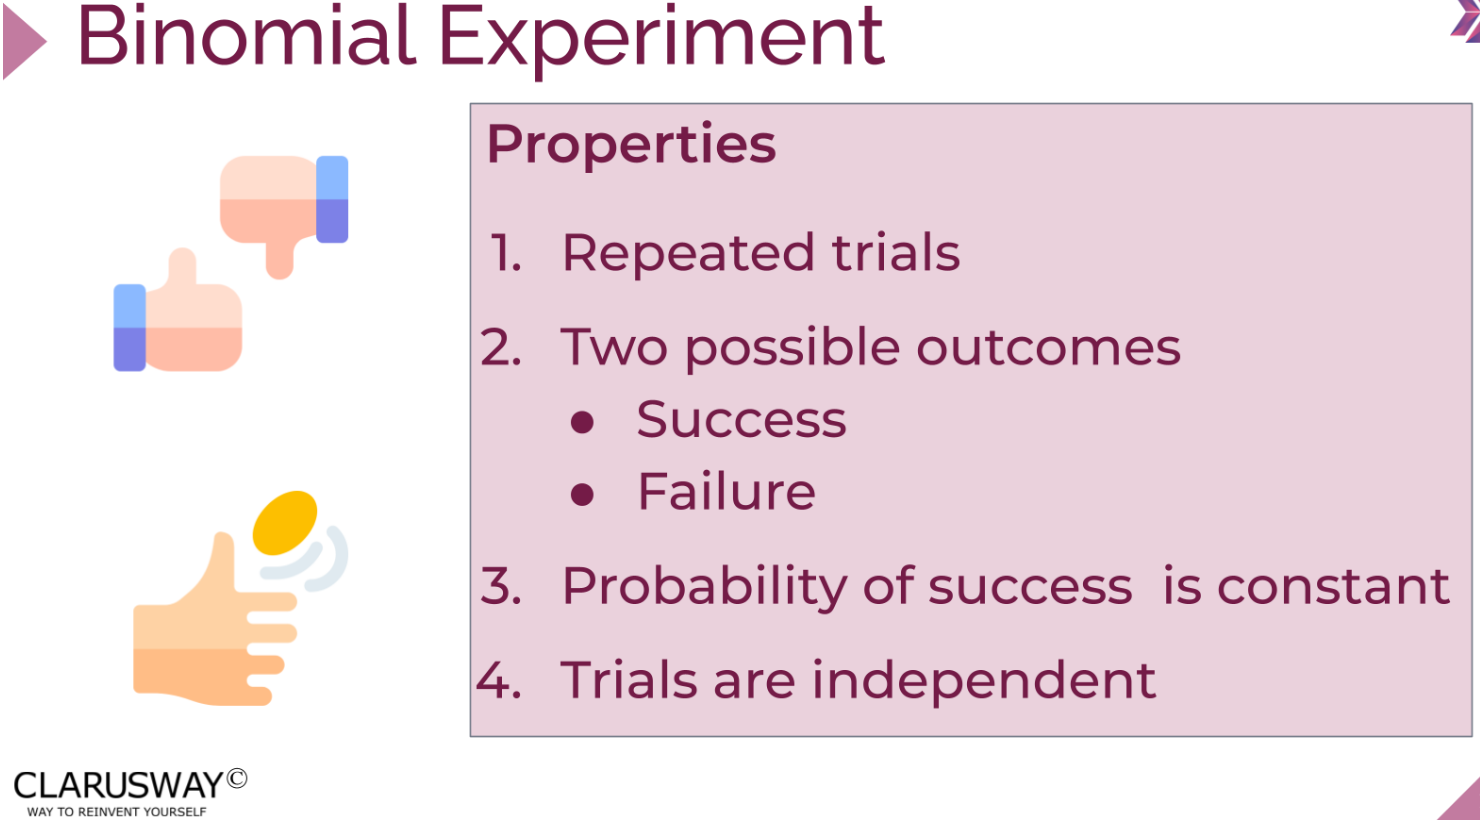 Binomial Experiment
Properties
1. Repeated trials
2. Two possible outcomes
● Success
● Failure
3. Probability of success is constant
4. Trials are independent
CLARUSWAY©
WAY TO REINVENT YOURSELF